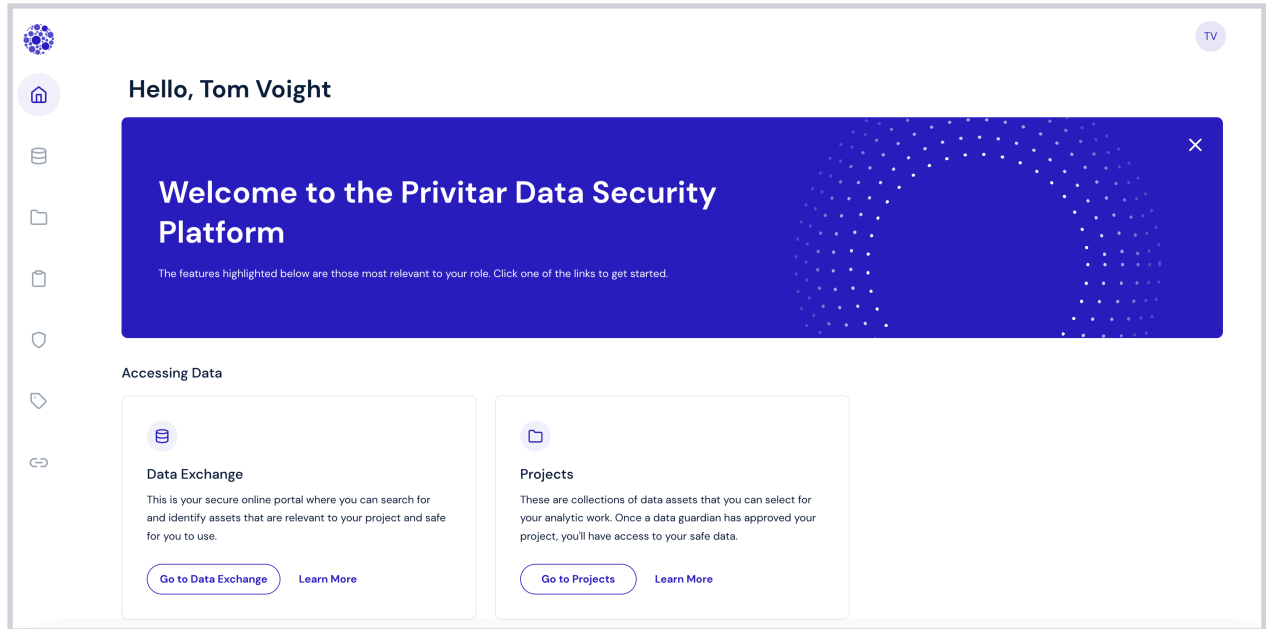 TV
Hello, Tom Voight
Welcome to the Privitar Data Security
Platform
The features highlighted below are those most relevant to your role. Click one of the links to get started.
Accessing Data
Data Exchange
This is your secure online portal where you can search for
and identify assets that are relevant to your project and safe
for you to use.
Go to Data Exchange
Learn More
Projects
These are collections of data assets that you can select for
your analytic work. Once a data guardian has approved your
project, you'll have access to your safe data.
Go to Projects
Learn More